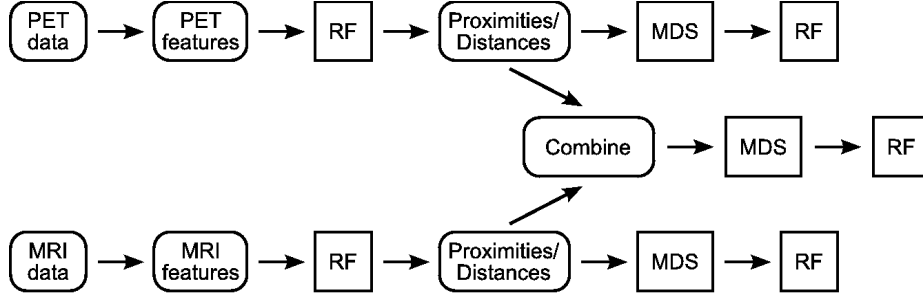 PET
data
PET
features
RF
Proximities/
Distances
MDS
RF
Combine
MDS
RF
MRI
data
MRI
features
RF
Proximities/
Distances
MDS
RF